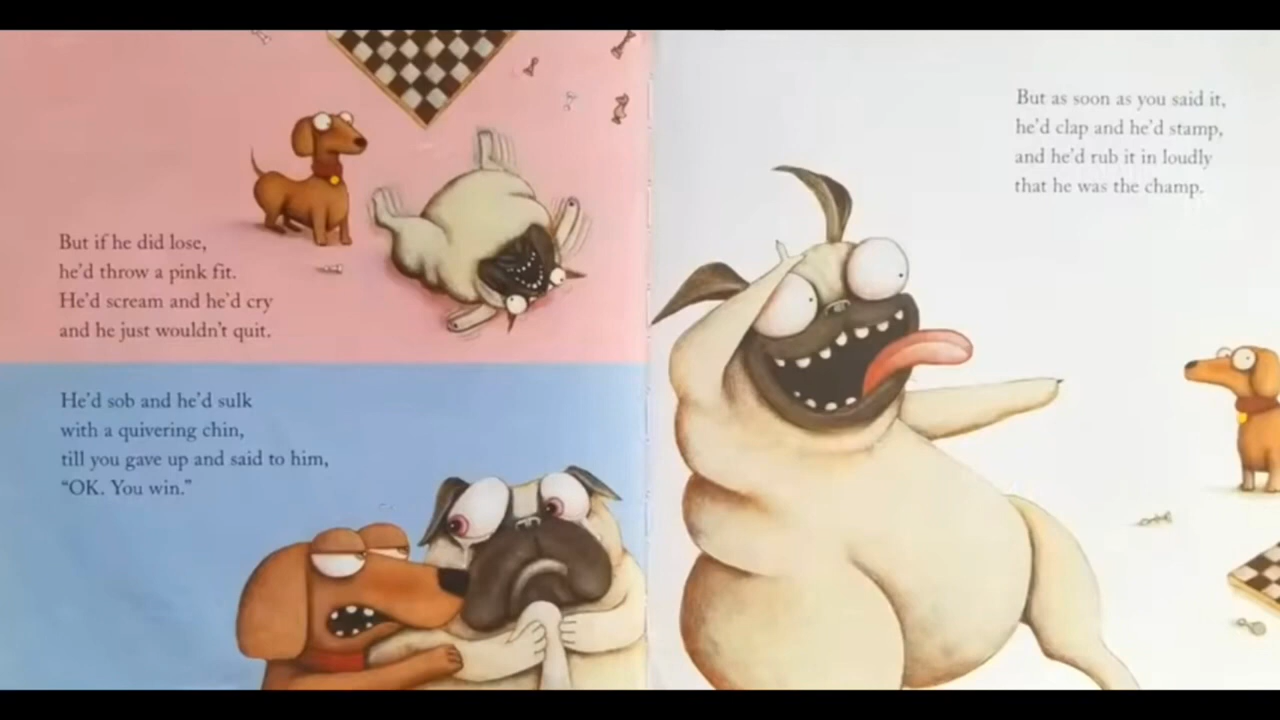 But if he did lose,
he'd throw a pink fit.
He'd scream and he'd cry
and he just wouldn't quit.
He'd sob and he'd sulk
with a quivering chin,
till you gave up and said to him,
“OK. You win.”
But as soon as you said it,
he'd clap and he'd stamp,
and he'd rub it in loudly
that he was the champ.